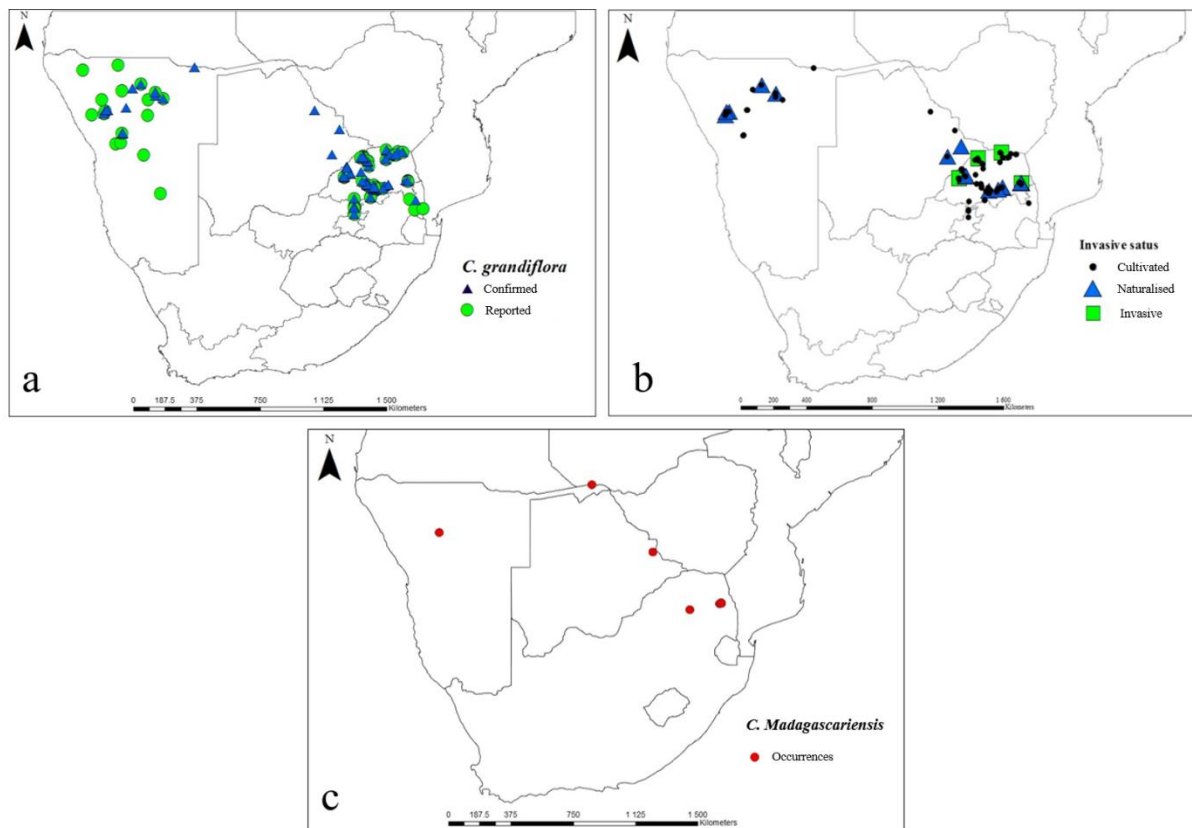 N
C. grandiflora
Confirmed
Reported
a
0 187.5 375 750 1 125 1 500
Kilometers
N
Invasive satus
Cultivated
Naturalised
Invasive
b
0 200 400 800 1 200 1 600
Kilometers
N
C. Madagascariensis
Occurrences
c
0 187.5 375 750 1 125 1 500
Kilometers